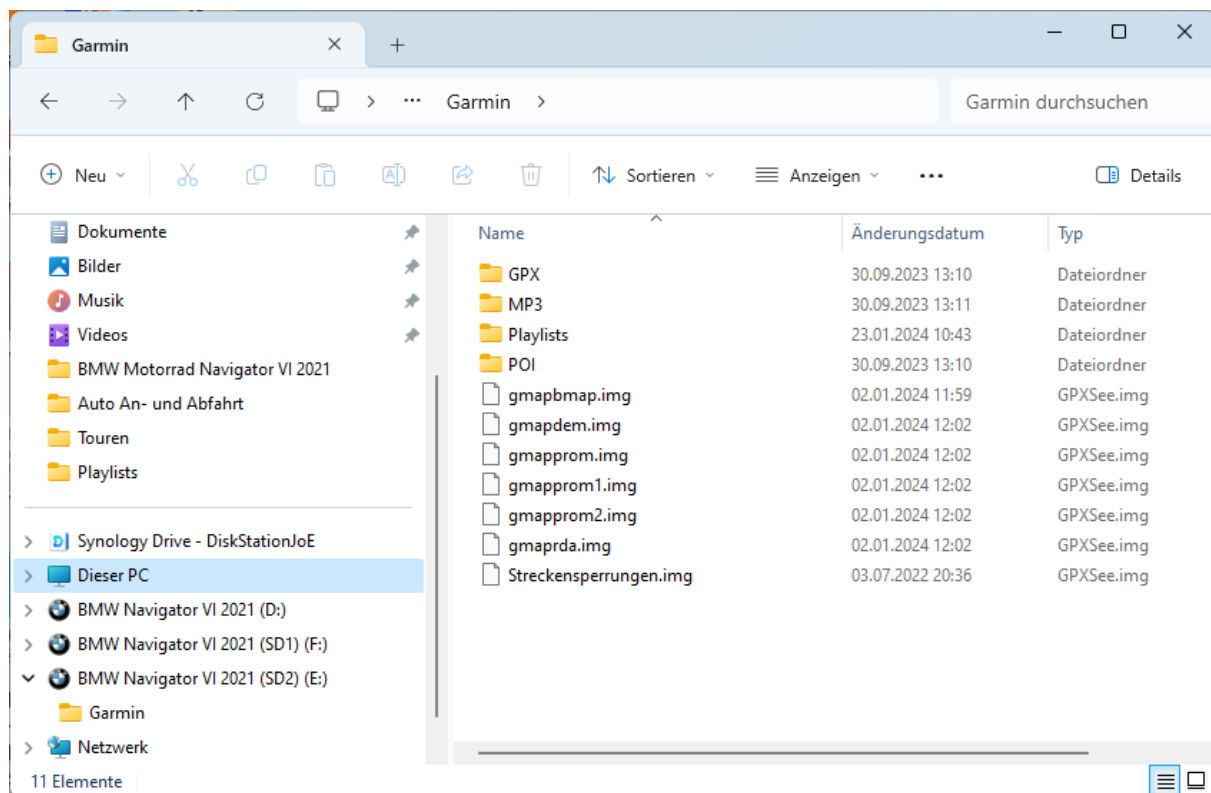 Garmin
Garmin
Garmin durchsuchen
Neu
Sortieren
Anzeigen
Details
Dokumente
Bilder
Musik
Videos
BMW Motorrad Navigator VI 2021
Auto An- und Abfahrt
Touren
Playlists
Synology Drive - DiskStationJoE
Dieser PC
BMW Navigator VI 2021 (D:)
BMW Navigator VI 2021 (SD1) (F:)
BMW Navigator VI 2021 (SD2) (E:)
Garmin
Netzwerk
Name Änderungsdatum Typ
GPX 30.09.2023 13:10 Dateiordner
MP3 30.09.2023 13:11 Dateiordner
Playlists 23.01.2024 10:43 Dateiordner
POI 30.09.2023 13:10 Dateiordner
gmapbmap.img 02.01.2024 11:59 GPXSee.img
gmapdem.img 02.01.2024 12:02 GPXSee.img
gmapprom.img 02.01.2024 12:02 GPXSee.img
gmapprom1.img 02.01.2024 12:02 GPXSee.img
gmapprom2.img 02.01.2024 12:02 GPXSee.img
gmaprda.img 02.01.2024 12:02 GPXSee.img
Streckensperrungen.img 03.07.2022 20:36 GPXSee.img
11 Elemente